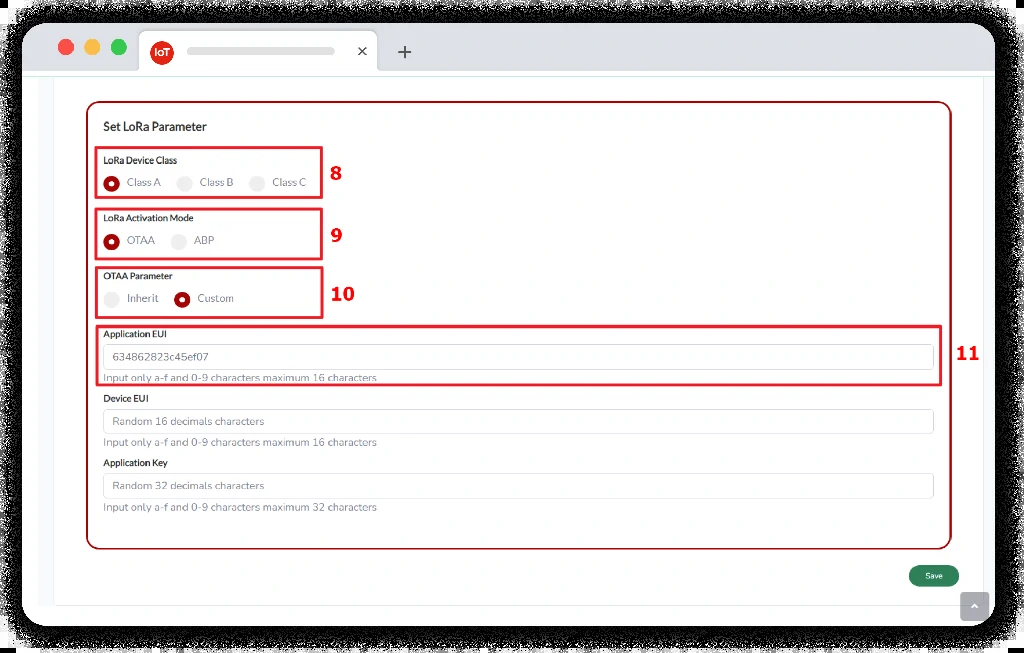 IoT
Set LoRa Parameter
LoRa Device Class
Class A Class B Class C
8
LoRa Activation Mode
OTAA ABP
9
OTAA Parameter
Inherit Custom
10
Application EUI
634862823c45ef07
11
Input only a-f and 0-9 characters maximum 16 characters
Device EUI
Random 16 decimals characters
Input only a-f and 0-9 characters maximum 16 characters
Application Key
Random 32 decimals characters
Input only a-f and 0-9 characters maximum 32 characters
Save